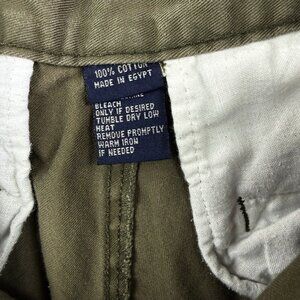 100% COTTON
MADE IN EGYPT
BLEACH
ONLY IF DESIRED
TUMBLE DRY LOW
HEAT
REMOVE PROMPTLY
WARM IRON
IF NEEDED